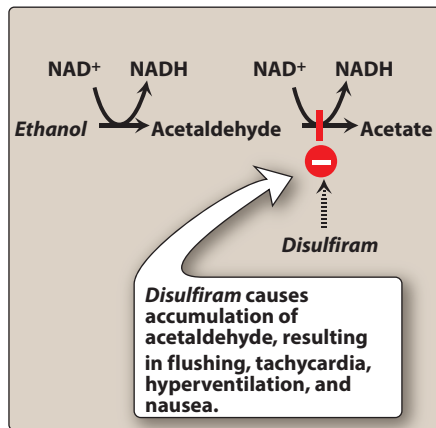 NAD+ NADH NAD+ NADH
Ethanol Acetaldehyde Acetate
Disulfiram
Disulfiram causes
accumulation of
acetaldehyde, resulting
in flushing, tachycardia,
hyperventilation, and
nausea.